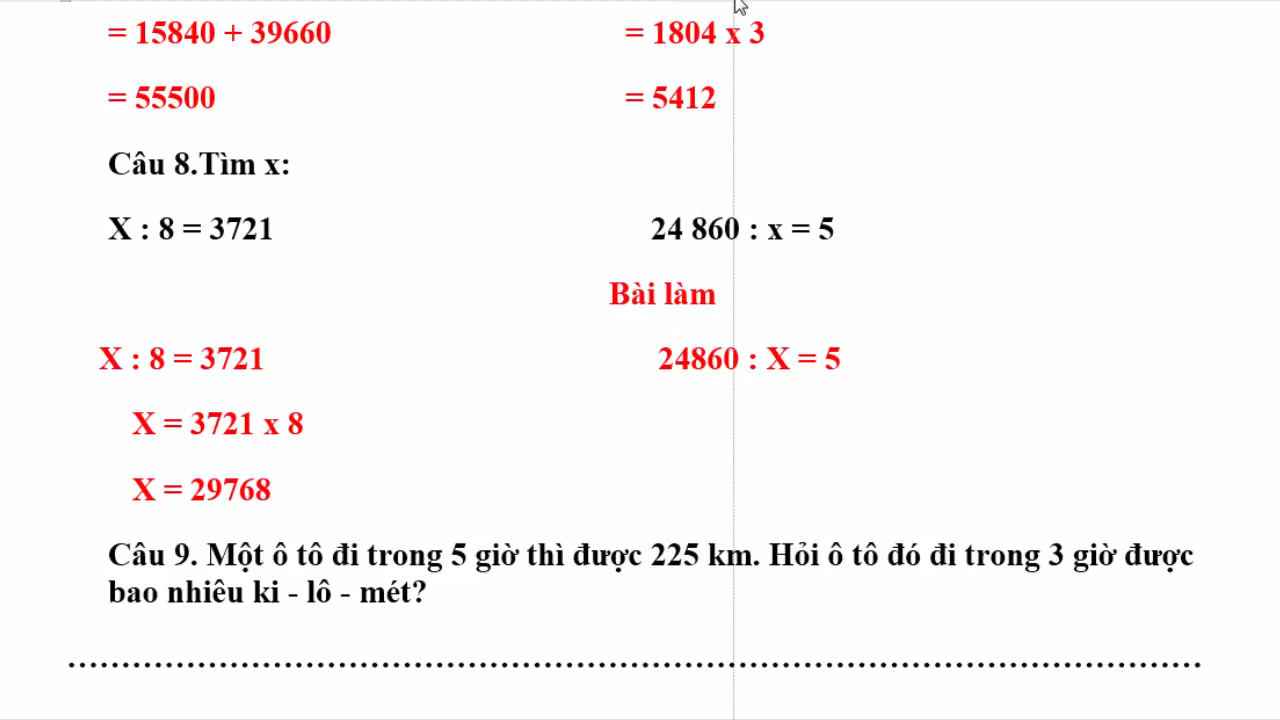 = 15840 + 39660 = 1804 x 3
= 55500 = 5412
Câu 8.Tìm x:
X : 8 = 3721 24 860 : x = 5
Bài làm
X : 8 = 3721 24860 : X = 5
X = 3721 x 8
X = 29768
Câu 9. Một ô tô đi trong 5 giờ thì được 225 km. Hỏi ô tô đó đi trong 3 giờ được
bao nhiêu ki - lô - mét?